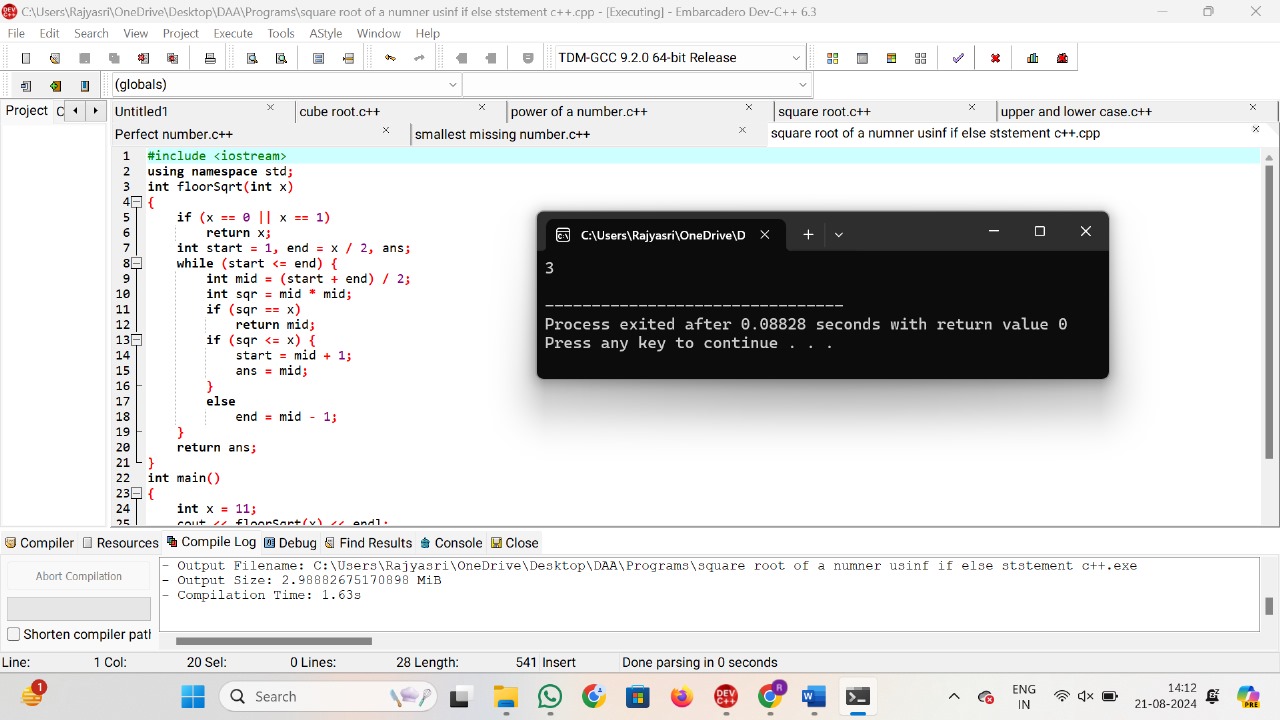 C:\Users\Rajyasri\OneDrive\Desktop\DAA\Programs\square root of a numner usinf if else ststement c++.cpp - [Executing] - Embarcadero Dev-C++ 6.3
File Edit Search View Project Execute Tools AStyle Window Help
TDM-GCC 9.2.0 64-bit Release
(globals)
Project C Untitled1 cube root.c++ power of a number.c++ square root.c++ upper and lower case.c++
Perfect number.c++ smallest missing number.c++ square root of a numner usinf if else ststement c++.cpp
1 #include <iostream>
2 using namespace std;
3 int floorSqrt(int x)
4 {
5 if (x == 0 || x == 1)
6 return x;
7 int start = 1, end = x / 2, ans;
8 while (start <= end) {
9 int mid = (start + end) / 2;
10 int sqr = mid * mid;
11 if (sqr == x)
12 return mid;
13 if (sqr <= x) {
14 start = mid + 1;
15 ans = mid;
16 }
17 else
18 end = mid - 1;
19 }
20 return ans;
21 }
22 int main()
23 {
24 int x = 11;
25 cout << floorSqrt(x) << endl;
C:\Users\Rajyasri\OneDrive\D
3
--------------------------------
Process exited after 0.08828 seconds with return value 0
Press any key to continue . . .
Compiler Resources Compile Log Debug Find Results Console Close
Abort Compilation
Shorten compiler path
- Output Filename: C:\Users\Rajyasri\OneDrive\Desktop\DAA\Programs\square root of a numner usinf if else ststement c++.exe
- Output Size: 2.98882675170898 MiB
- Compilation Time: 1.63s
Line: 1 Col: 20 Sel: 0 Lines: 28 Length: 541 Insert Done parsing in 0 seconds
1
Search
DEV C++
R
ENG
IN
14:12
21-08-2024
PRE